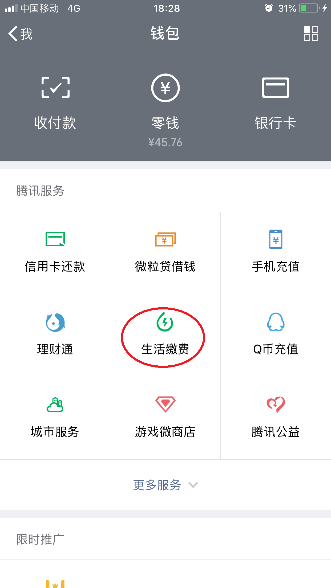 中国移动 4G 18:28 31%
我 钱包
收付款 零钱 银行卡
¥45.76
腾讯服务
信用卡还款 微粒贷借钱 手机充值
理财通 生活缴费 Q币充值
城市服务 游戏微商店 腾讯公益
更多服务
限时推广